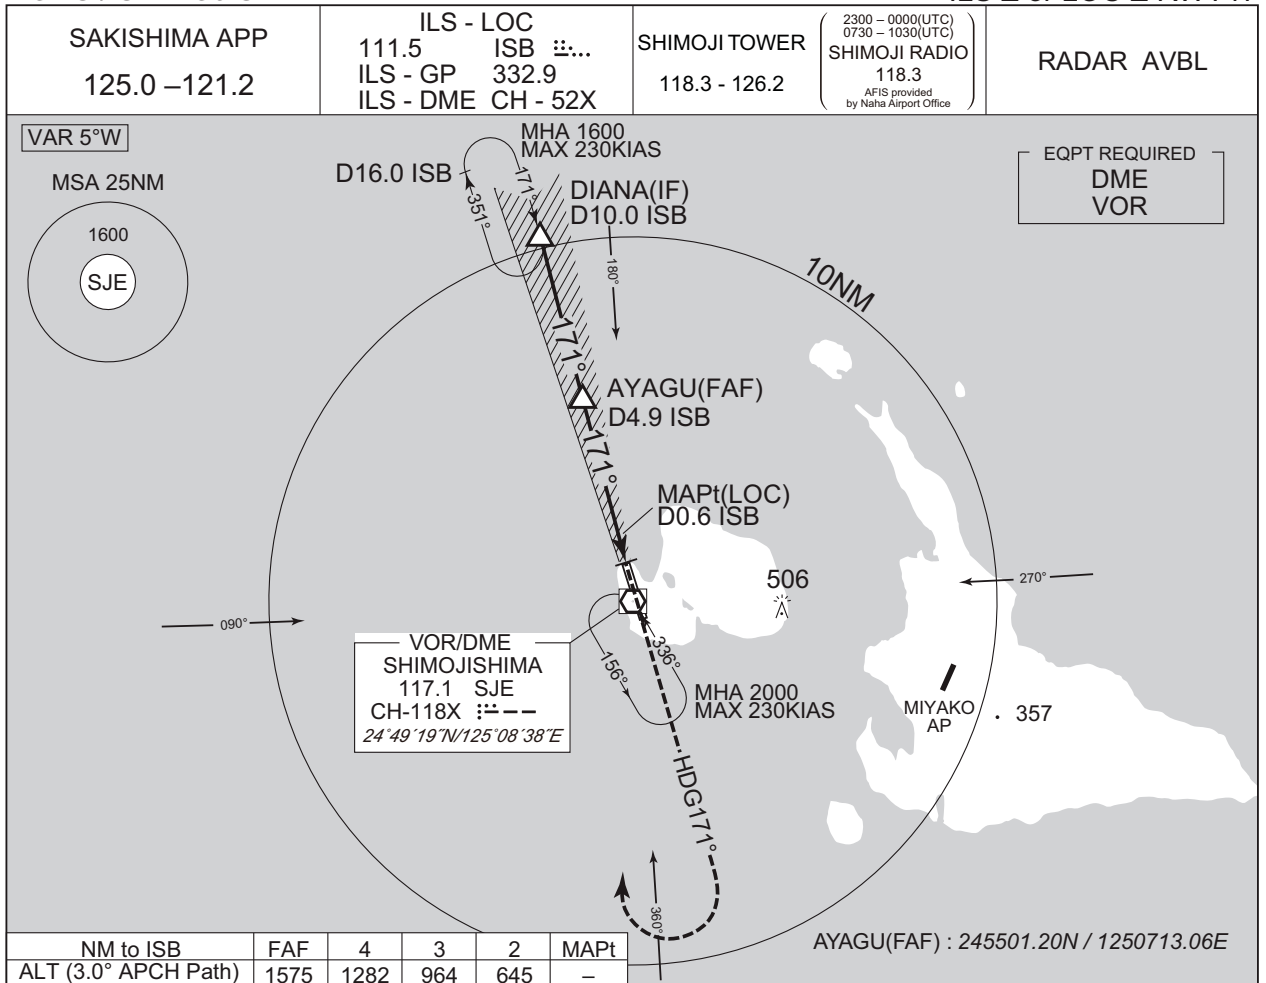 SAKISHIMA APP
125.0 –121.2
ILS - LOC
111.5 ISB
ILS - GP 332.9
ILS - DME CH - 52X
SHIMOJI TOWER
118.3 - 126.2
2300 – 0000(UTC)
0730 – 1030(UTC)
SHIMOJI RADIO
118.3
AFIS provided
by Naha Airport Office
RADAR AVBL
VAR 5°W
MSA 25NM
1600
SJE
MHA 1600
MAX 230KIAS
D16.0 ISB
171°
351°
DIANA(IF)
D10.0 ISB
EQPT REQUIRED
DME
VOR
180°
10NM
171°
AYAGU(FAF)
D4.9 ISB
171°
MAPt(LOC)
D0.6 ISB
506
270°
090°
VOR/DME
SHIMOJISHIMA
117.1 SJE
CH-118X
24°49´19˝N/125°08´38˝E
156°
336°
MHA 2000
MAX 230KIAS
MIYAKO
AP
357
HDG171°
360°
AYAGU(FAF) : 245501.20N / 1250713.06E
NM to ISB FAF 4 3 2 MAPt
ALT (3.0° APCH Path) 1575 1282 964 645 –